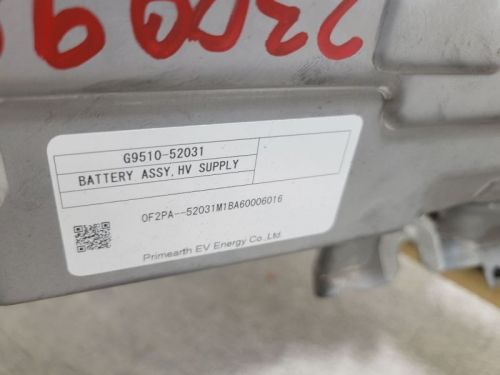 G9510-52031
BATTERY ASSY, HV SUPPLY
0F2PA--52031M1BA60006016
Primearth EV Energy Co.,Ltd.